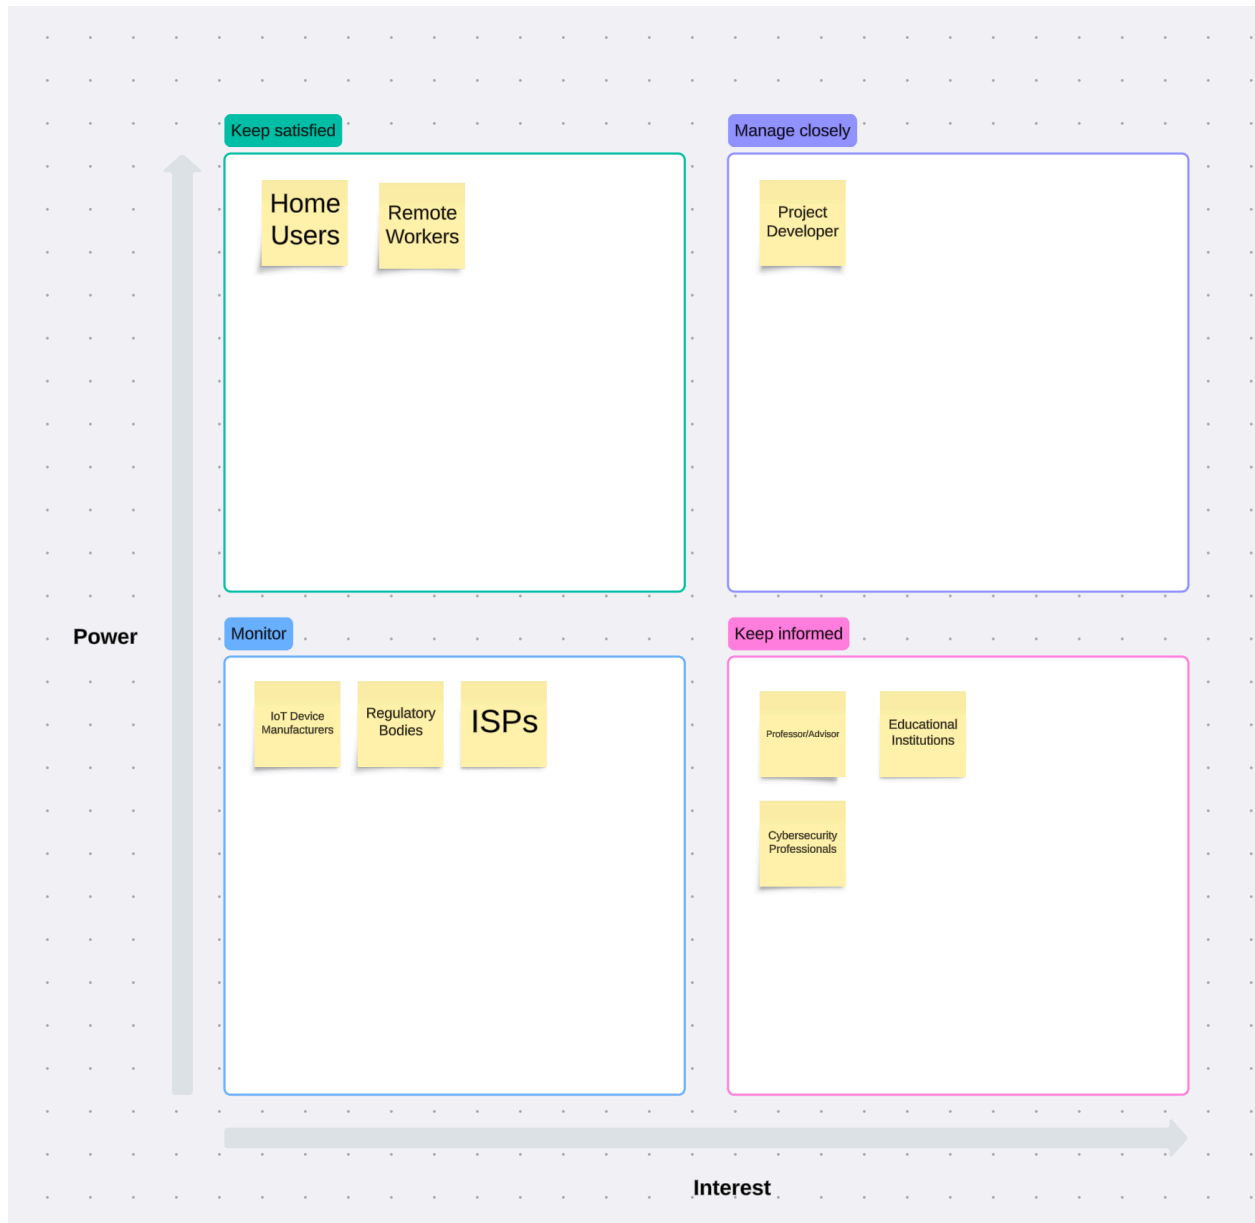 Keep satisfied
Manage closely
Home
Users
Remote
Workers
Project
Developer
Power
Monitor
Keep informed
IoT Device
Manufacturers
Regulatory
Bodies
ISPs
Professor/Advisor
Educational
Institutions
Cybersecurity
Professionals
Interest